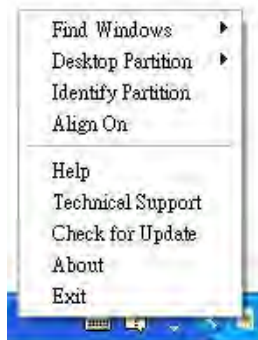 Find Windows
Desktop Partition
Identify Partition
Align On
Help
Technical Support
Check for Update
About
Exit